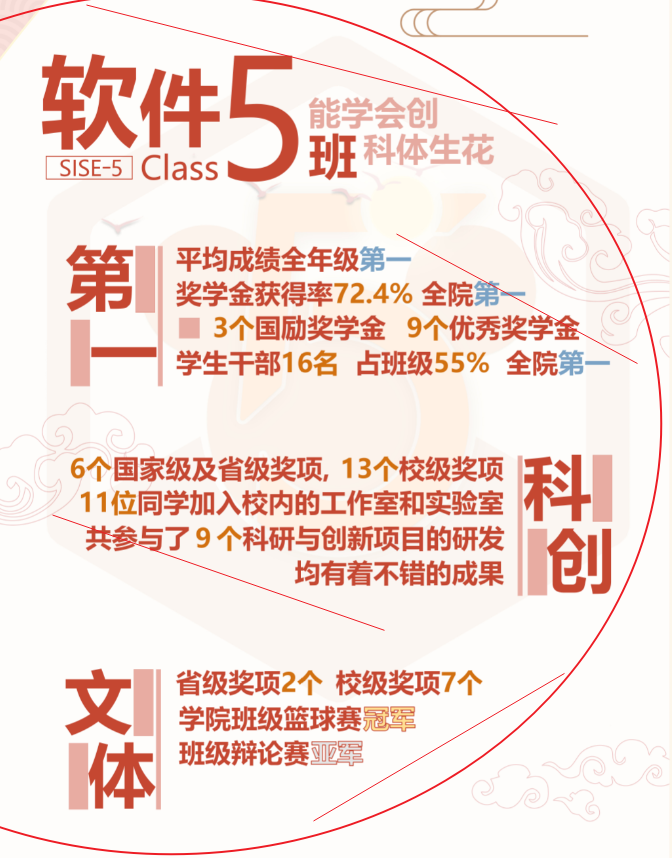 软件5班
能学会创
科体生花
SISE-5 Class
第一
平均成绩全年级第一
奖学金获得率72.4% 全院第一
3个国励奖学金 9个优秀奖学金
学生干部16名 占班级55% 全院第一
科创
6个国家级及省级奖项, 13个校级奖项
11位同学加入校内的工作室和实验室
共参与了9个科研与创新项目的研发
均有着不错的成果
文体
省级奖项2个 校级奖项7个
学院班级篮球赛冠军
班级辩论赛亚军